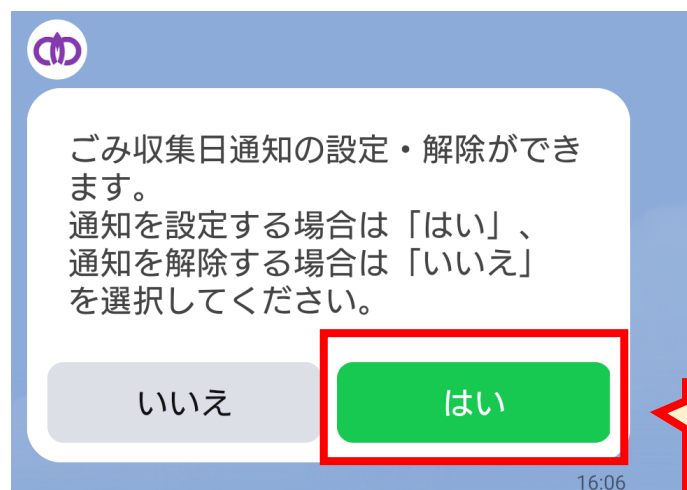 ごみ収集日通知の設定・解除ができ
ます。
通知を設定する場合は「はい」、
通知を解除する場合は「いいえ」
を選択してください。
いいえ
はい
16:06